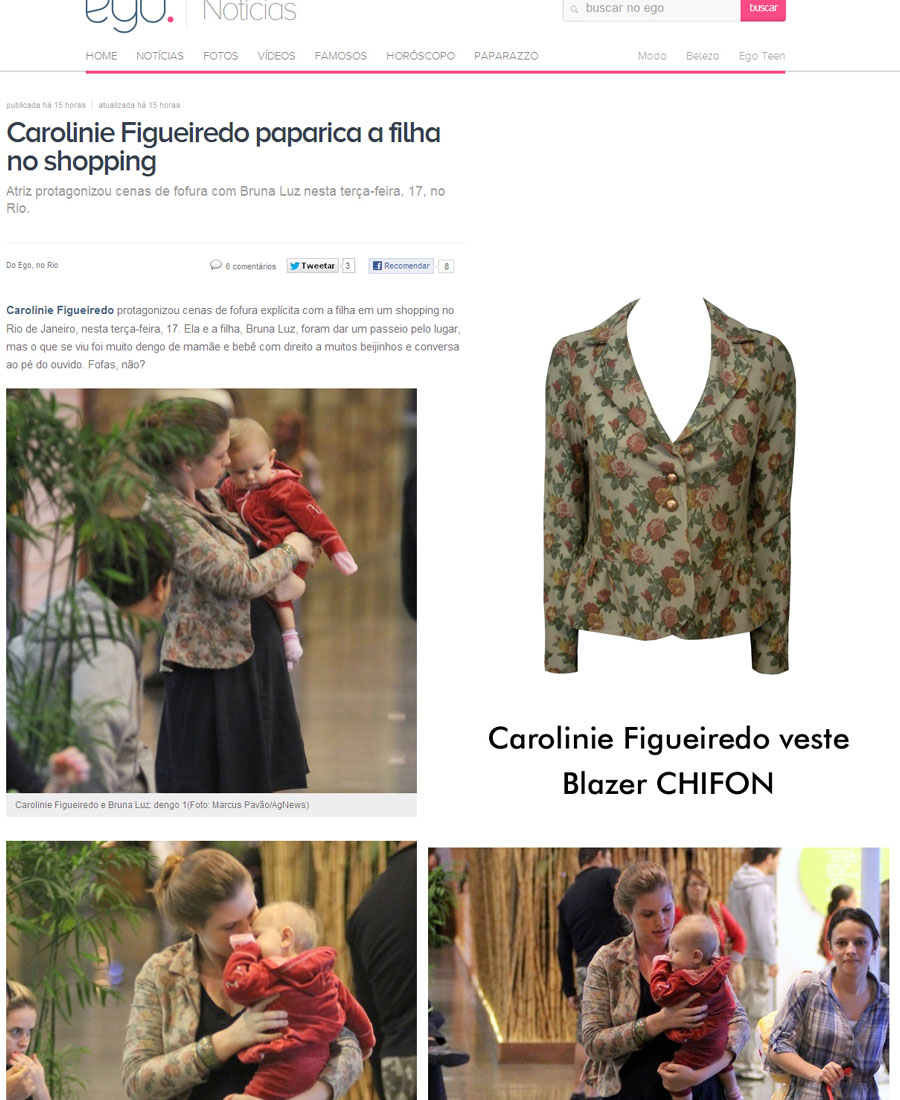 ego. Notícias
buscar no ego
buscar
HOME NOTÍCIAS FOTOS VÍDEOS FAMOSOS HORÓSCOPO PAPARAZZO Moda Beleza Ego Teen
publicada há 15 horas | atualizada há 15 horas
Carolinie Figueiredo paparica a filha
no shopping
Atriz protagonizou cenas de fofura com Bruna Luz nesta terça-feira, 17, no
Rio.
Do Ego, no Rio
6 comentários
Tweetar 3
Recomendar 8
Carolinie Figueiredo protagonizou cenas de fofura explícita com a filha em um shopping no
Rio de Janeiro, nesta terça-feira, 17. Ela e a filha, Bruna Luz, foram dar um passeio pelo lugar,
mas o que se viu foi muito dengo de mamãe e bebê com direito a muitos beijinhos e conversa
ao pé do ouvido. Fofas, não?
Carolinie Figueiredo e Bruna Luz: dengo 1(Foto: Marcus Pavão/AgNews)
Carolinie Figueiredo veste
Blazer CHIFON